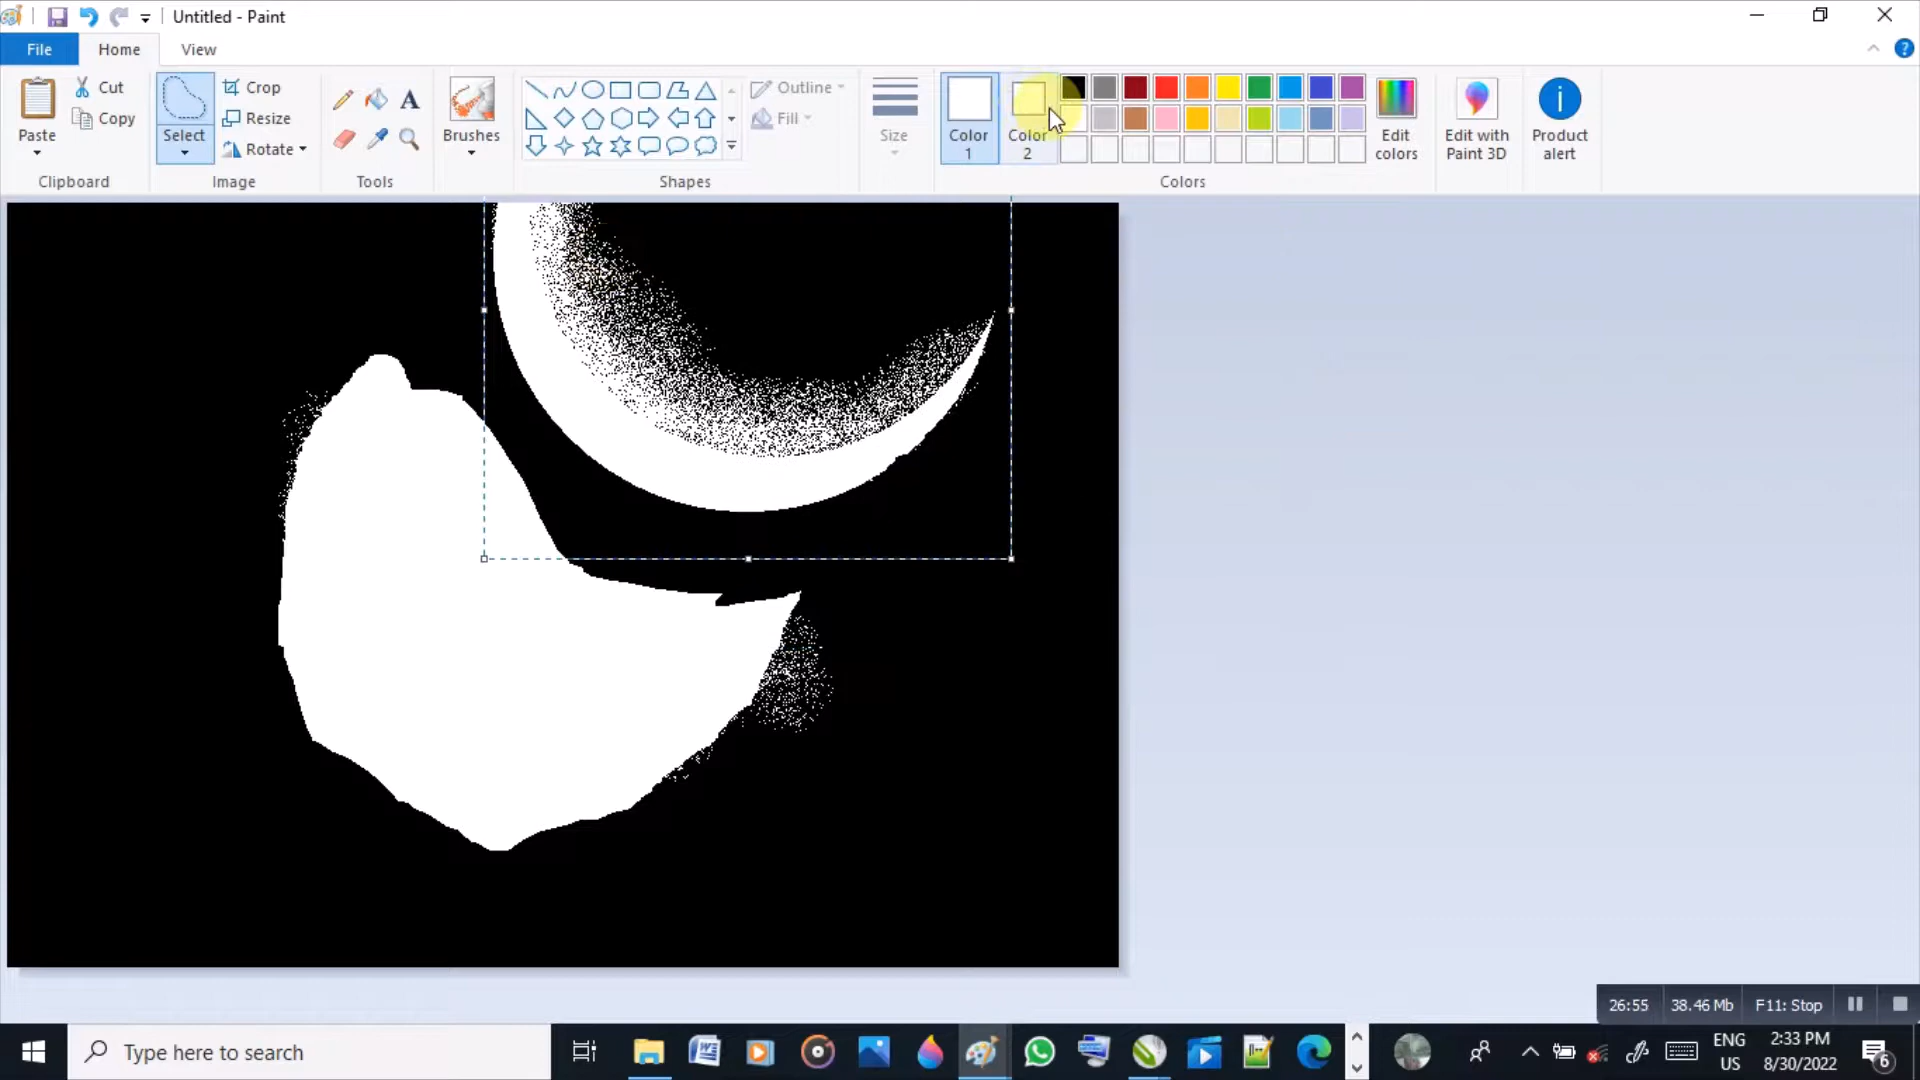 Untitled - Paint
File
Home
View
Paste
Cut
Copy
Clipboard
Select
Crop
Resize
Rotate
Image
Tools
Brushes
Shapes
Outline
Fill
Size
Color 1
Color 2
Edit colors
Colors
Edit with Paint 3D
Product alert
26:55
38.46 Mb
F11: Stop
Type here to search
ENG
US
2:33 PM
8/30/2022
6